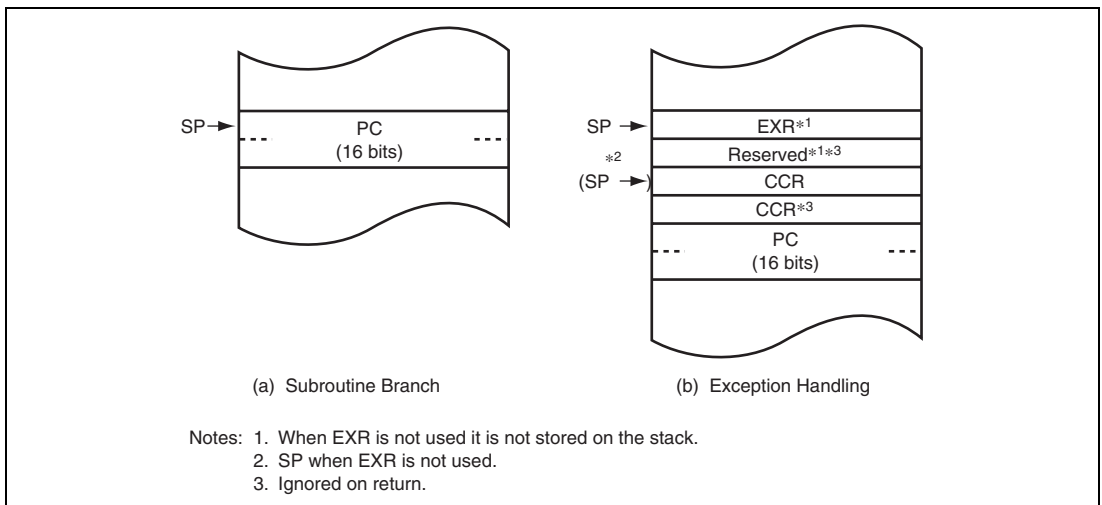 SP
PC
(16 bits)
SP
*2
(SP )
EXR*1
Reserved*1*3
CCR
CCR*3
PC
(16 bits)
(a) Subroutine Branch
(b) Exception Handling
Notes: 1. When EXR is not used it is not stored on the stack.
2. SP when EXR is not used.
3. Ignored on return.